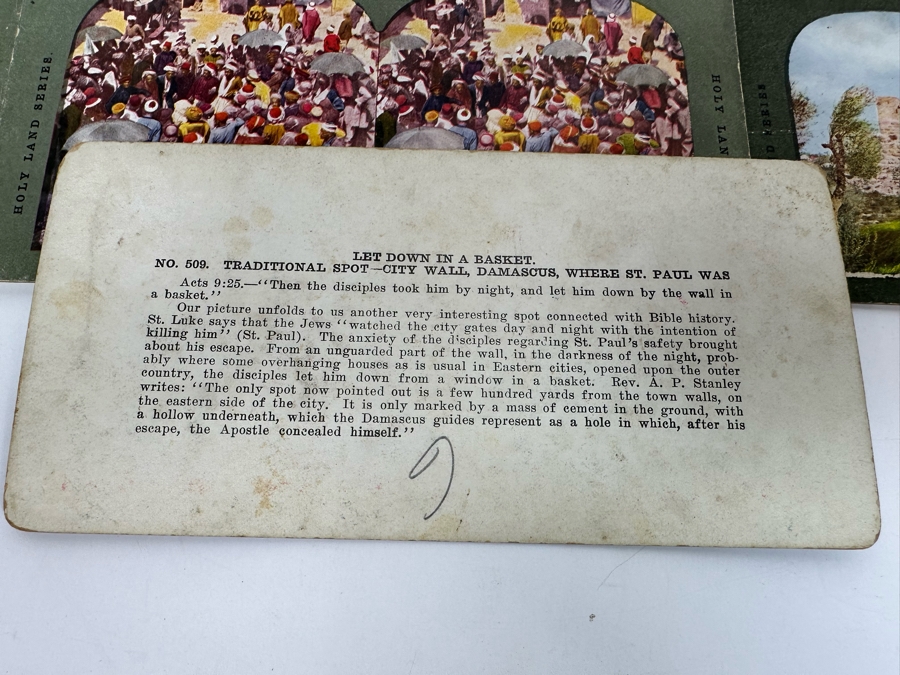 HOLY LAND SERIES.
HOLY LAN
D SERIES
LET DOWN IN A BASKET.
NO. 509. TRADITIONAL SPOT—CITY WALL, DAMASCUS, WHERE ST. PAUL WAS
Acts 9:25.—“Then the disciples took him by night, and let him down by the wall in
a basket.”
Our picture unfolds to us another very interesting spot connected with Bible history.
St. Luke says that the Jews “watched the city gates day and night with the intention of
killing him” (St. Paul). The anxiety of the disciples regarding St. Paul’s safety brought
about his escape. From an unguarded part of the wall, in the darkness of the night, prob-
ably where some overhanging houses as is usual in Eastern cities, opened upon the outer
country, the disciples let him down from a window in a basket. Rev. A. P. Stanley
writes: “The only spot now pointed out is a few hundred yards from the town walls, on
the eastern side of the city. It is only marked by a mass of cement in the ground, with
a hollow underneath, which the Damascus guides represent as a hole in which, after his
escape, the Apostle concealed himself.”
9